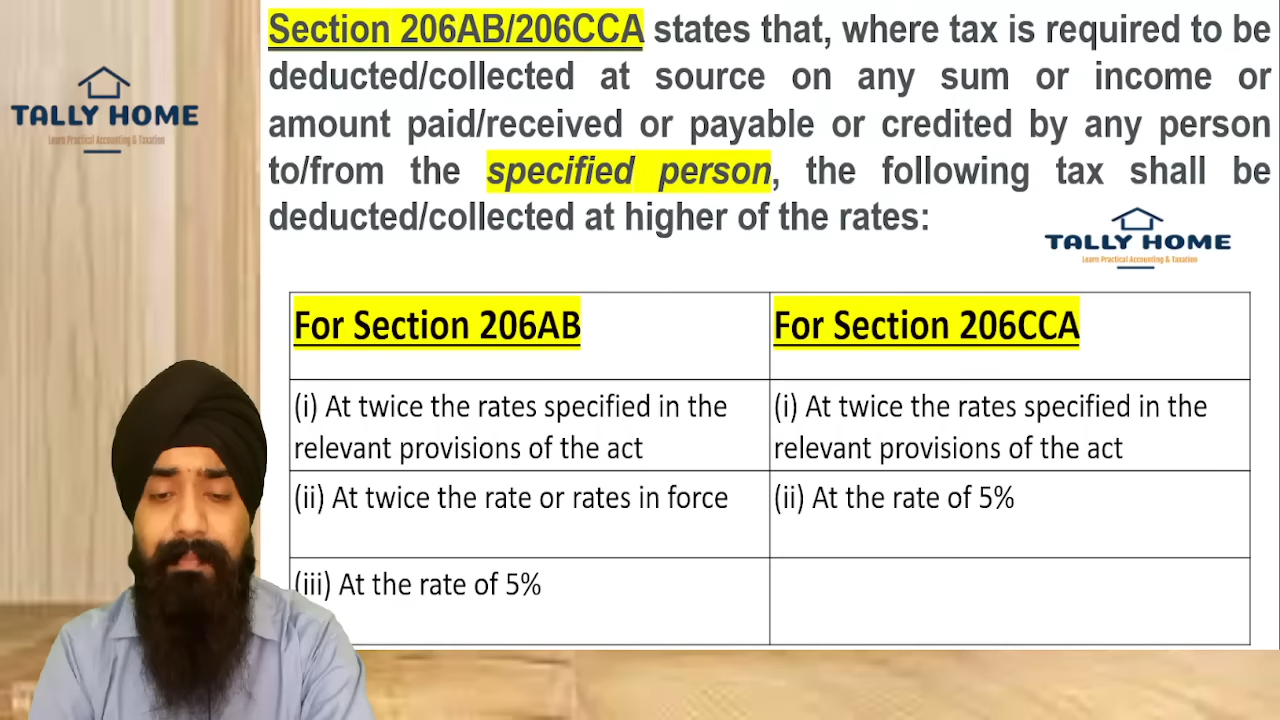 TALLY HOME
Learn Practical Accounting & Taxation
Section 206AB/206CCA states that, where tax is required to be
deducted/collected at source on any sum or income or
amount paid/received or payable or credited by any person
to/from the specified person, the following tax shall be
deducted/collected at higher of the rates:
TALLY HOME
Learn Practical Accounting & Taxation
For Section 206AB
For Section 206CCA
(i) At twice the rates specified in the
relevant provisions of the act
(i) At twice the rates specified in the
relevant provisions of the act
(ii) At twice the rate or rates in force
(ii) At the rate of 5%
(iii) At the rate of 5%